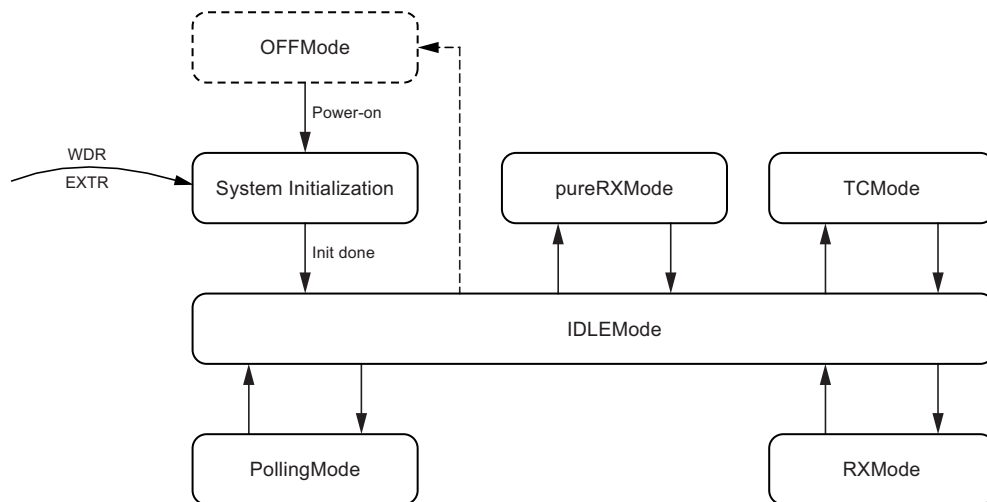 OFFMode
Power-on
WDR
EXTR
System Initialization
pureRXMode
TCMode
Init done
IDLEMode
PollingMode
RXMode